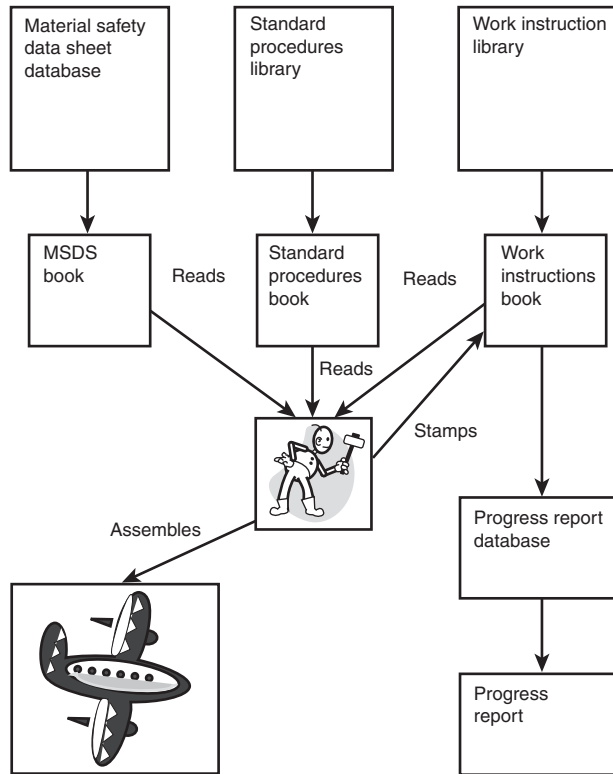 Material safety
data sheet
database
Standard
procedures
library
Work instruction
library
MSDS
book
Reads
Standard
procedures
book
Reads
Work
instructions
book
Reads
Stamps
Assembles
Progress report
database
Progress
report